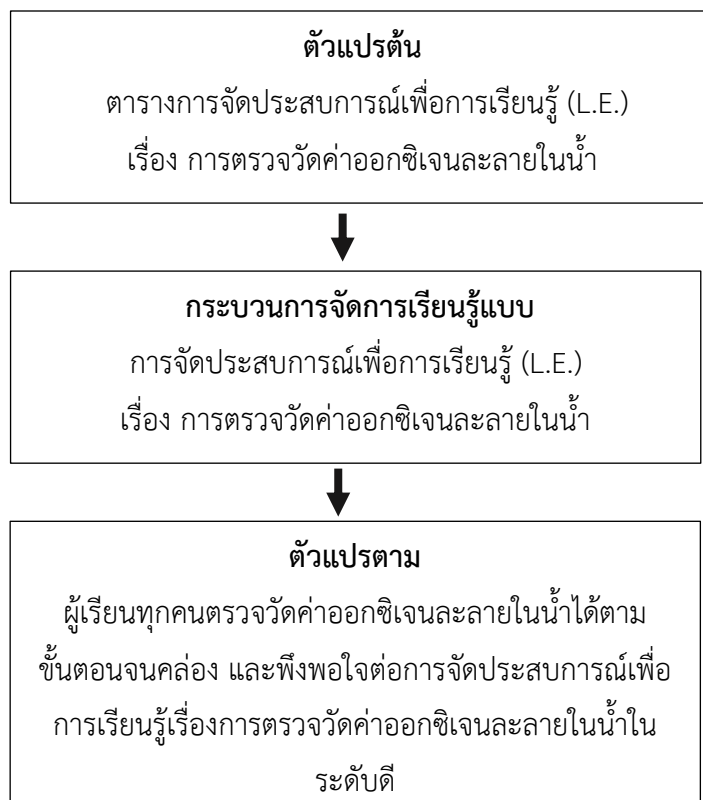 ตัวแปรต้น
ตารางการจัดประสบการณ์เพื่อการเรียนรู้ (L.E.)
เรื่อง การตรวจวัดค่าออกซิเจนละลายในน้ำ
กระบวนการจัดการเรียนรู้แบบ
การจัดประสบการณ์เพื่อการเรียนรู้ (L.E.)
เรื่อง การตรวจวัดค่าออกซิเจนละลายในน้ำ
ตัวแปรตาม
ผู้เรียนทุกคนตรวจวัดค่าออกซิเจนละลายในน้ำได้ตาม
ขั้นตอนจนคล่อง และพึงพอใจต่อการจัดประสบการณ์เพื่อ
การเรียนรู้เรื่องการตรวจวัดค่าออกซิเจนละลายในน้ำใน
ระดับดี